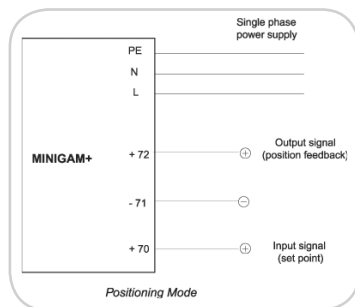 Single phase
power supply
PE
N
L
MINIGAM+
+ 72
Output signal
(position feedback)
- 71
+ 70
Input signal
(set point)
Positioning Mode